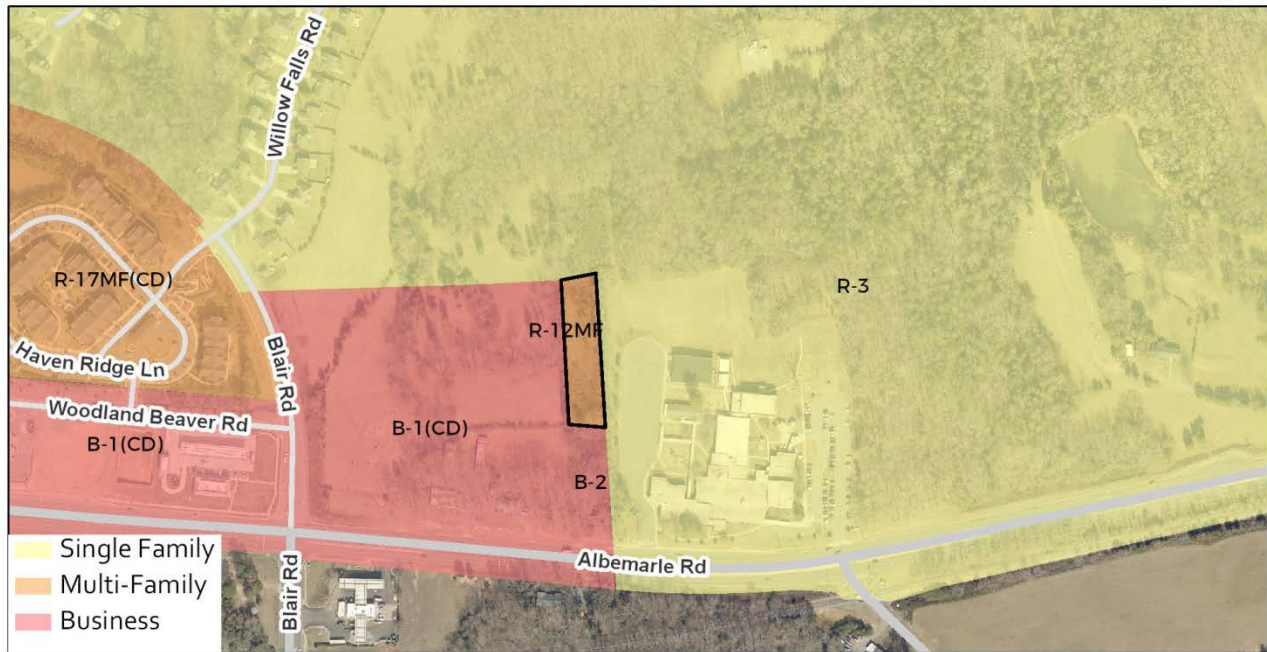 Willow Falls Rd
R-17MF(CD)
R-3
R-12MF
Haven Ridge Ln
Blair Rd
Woodland Beaver Rd
B-1(CD)
B-1(CD)
B-2
Albemarle Rd
Blair Rd
Single Family
Multi-Family
Business